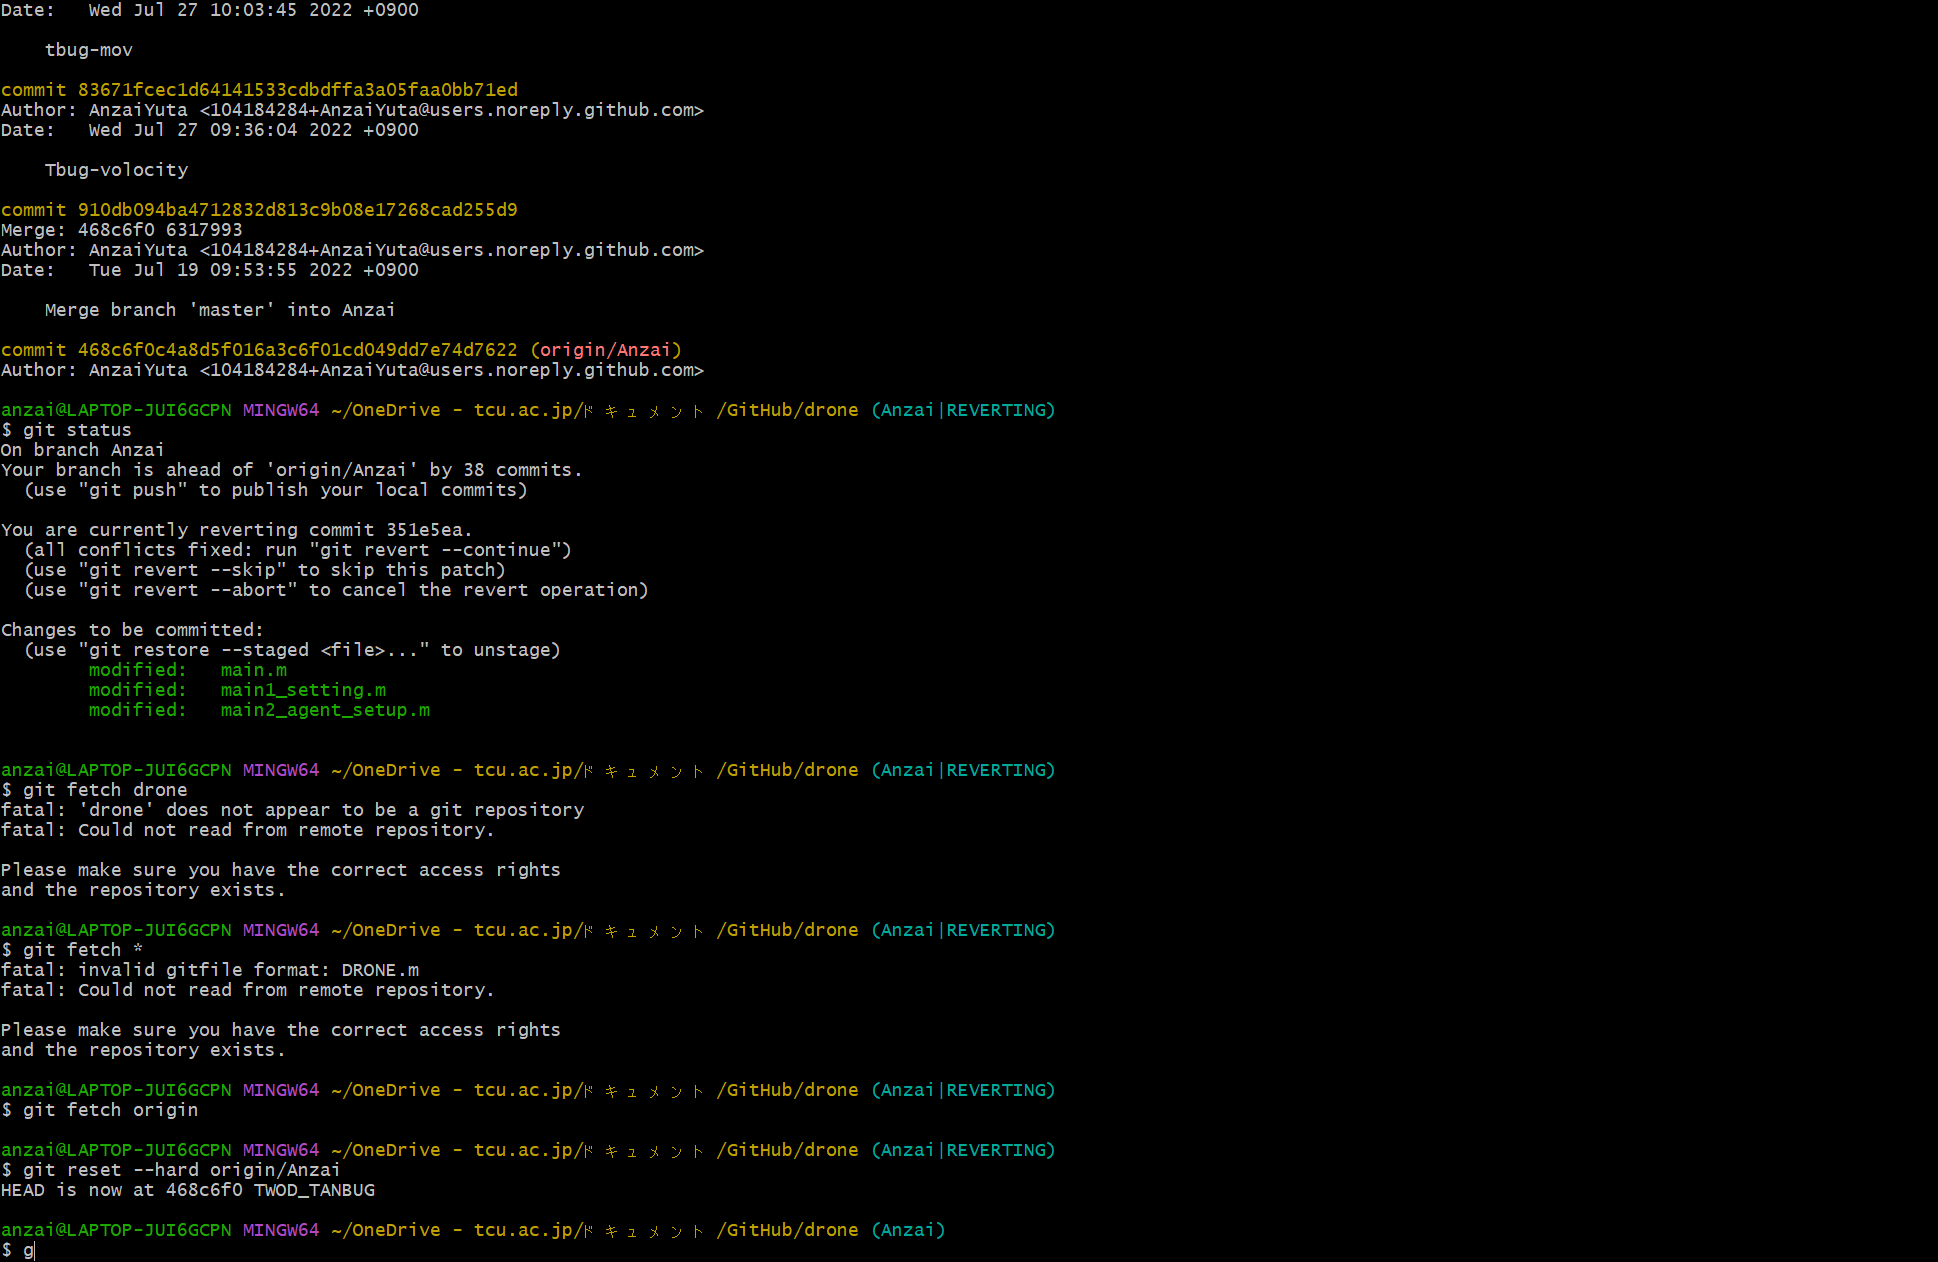 Date:   Wed Jul 27 10:03:45 2022 +0900
    tbug-mov
commit 83671fcec1d64141533cdbdffa3a05faa0bb71ed
Author: AnzaiYuta <104184284+AnzaiYuta@users.noreply.github.com>
Date:   Wed Jul 27 09:36:04 2022 +0900
    Tbug-volocity
commit 910db094ba4712832d813c9b08e17268cad255d9
Merge: 468c6f0 6317993
Author: AnzaiYuta <104184284+AnzaiYuta@users.noreply.github.com>
Date:   Tue Jul 19 09:53:55 2022 +0900
    Merge branch 'master' into Anzai
commit 468c6f0c4a8d5f016a3c6f01cd049dd7e74d7622 (origin/Anzai)
Author: AnzaiYuta <104184284+AnzaiYuta@users.noreply.github.com>
anzai@LAPTOP-JUI6GCPN MINGW64 ~/OneDrive - tcu.ac.jp/ドキュメント/GitHub/drone (Anzai|REVERTING)
$ git status
On branch Anzai
Your branch is ahead of 'origin/Anzai' by 38 commits.
  (use "git push" to publish your local commits)
You are currently reverting commit 351e5ea.
  (all conflicts fixed: run "git revert --continue")
  (use "git revert --skip" to skip this patch)
  (use "git revert --abort" to cancel the revert operation)
Changes to be committed:
  (use "git restore --staged <file>..." to unstage)
        modified:   main.m
        modified:   main1_setting.m
        modified:   main2_agent_setup.m
anzai@LAPTOP-JUI6GCPN MINGW64 ~/OneDrive - tcu.ac.jp/ドキュメント/GitHub/drone (Anzai|REVERTING)
$ git fetch drone
fatal: 'drone' does not appear to be a git repository
fatal: Could not read from remote repository.
Please make sure you have the correct access rights
and the repository exists.
anzai@LAPTOP-JUI6GCPN MINGW64 ~/OneDrive - tcu.ac.jp/ドキュメント/GitHub/drone (Anzai|REVERTING)
$ git fetch *
fatal: invalid gitfile format: DRONE.m
fatal: Could not read from remote repository.
Please make sure you have the correct access rights
and the repository exists.
anzai@LAPTOP-JUI6GCPN MINGW64 ~/OneDrive - tcu.ac.jp/ドキュメント/GitHub/drone (Anzai|REVERTING)
$ git fetch origin
anzai@LAPTOP-JUI6GCPN MINGW64 ~/OneDrive - tcu.ac.jp/ドキュメント/GitHub/drone (Anzai|REVERTING)
$ git reset --hard origin/Anzai
HEAD is now at 468c6f0 TWOD_TANBUG
anzai@LAPTOP-JUI6GCPN MINGW64 ~/OneDrive - tcu.ac.jp/ドキュメント/GitHub/drone (Anzai)
$ g